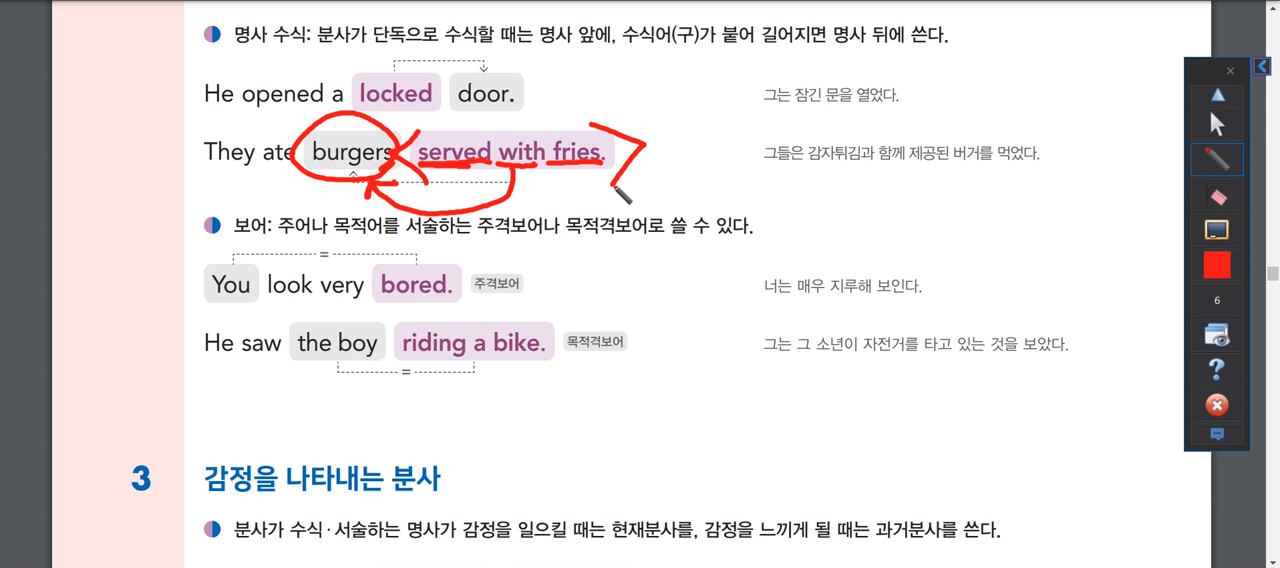 명사 수식: 분사가 단독으로 수식할 때는 명사 앞에, 수식어(구)가 붙어 길어지면 명사 뒤에 쓴다.
He opened a locked door. 그는 잠긴 문을 열었다.
They ate burgers served with fries. 그들은 감자튀김과 함께 제공된 버거를 먹었다.
보어: 주어나 목적어를 서술하는 주격보어나 목적격보어로 쓸 수 있다.
=
You look very bored. 주격보어 너는 매우 지루해 보인다.
He saw the boy riding a bike. 목적격보어 그는 그 소년이 자전거를 타고 있는 것을 보았다.
=
3 감정을 나타내는 분사
분사가 수식·서술하는 명사가 감정을 일으킬 때는 현재분사를, 감정을 느끼게 될 때는 과거분사를 쓴다.
6